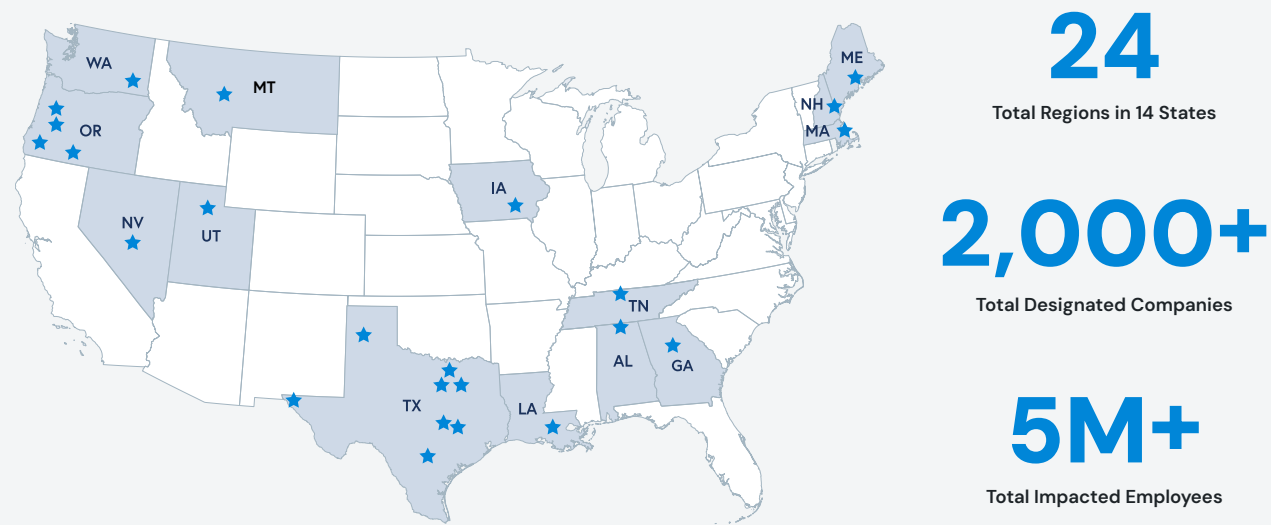 WA
MT
OR
NV
UT
IA
ME
NH
MA
TN
AL
GA
TX
LA
24
Total Regions in 14 States
2,000+
Total Designated Companies
5M+
Total Impacted Employees